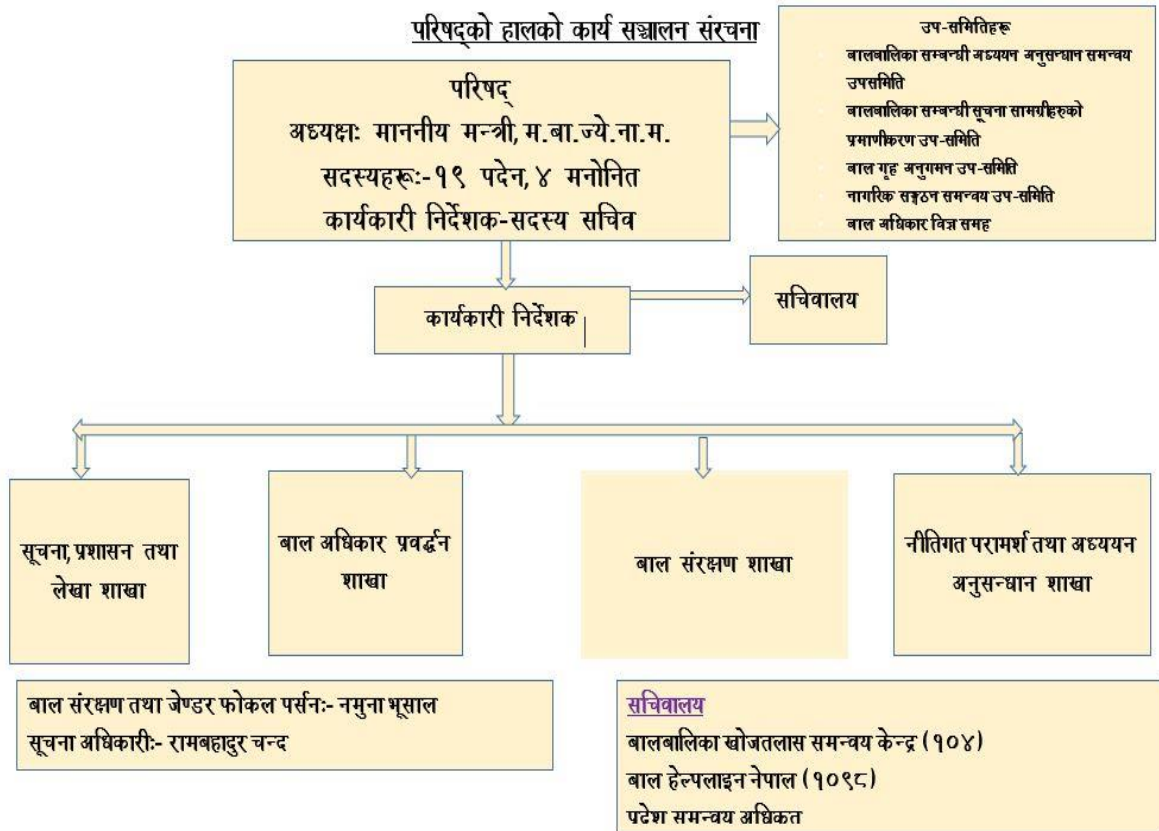 परिषद्को हालको कार्य सञ्चालन संरचना
परिषद्
अध्यक्षः माननीय मन्त्री, म.बा.ज्ये.ना.म.
सदस्यहरूः-१९ पदेन, ४ मनोनित
कार्यकारी निर्देशक-सदस्य सचिव
उप-समितिहरू
बालबालिका सम्बन्धी अध्ययन अनुसन्धान समन्वय
उपसमिति
बालबालिका सम्बन्धी सूचना सामग्रीहरुको
प्रमाणीकरण उप-समिति
बाल गृह अनुगमन उप-समिति
नागरिक सङ्गठन समन्वय उप-समिति
बाल अधिकार विज्ञ समह
कार्यकारी निर्देशक
सचिवालय
सूचना, प्रशासन तथा
लेखा शाखा
बाल अधिकार प्रवर्द्धन
शाखा
बाल संरक्षण शाखा
नीतिगत परामर्श तथा अध्ययन
अनुसन्धान शाखा
बाल संरक्षण तथा जेण्डर फोकल पर्सनः- नमुना भूसाल
सूचना अधिकारीः- रामबहादुर चन्द
सचिवालय
बालबालिका खोजतलास समन्वय केन्द्र (१०४)
बाल हेल्पलाइन नेपाल (१०९८)
प्रदेश समन्वय अधिकृत